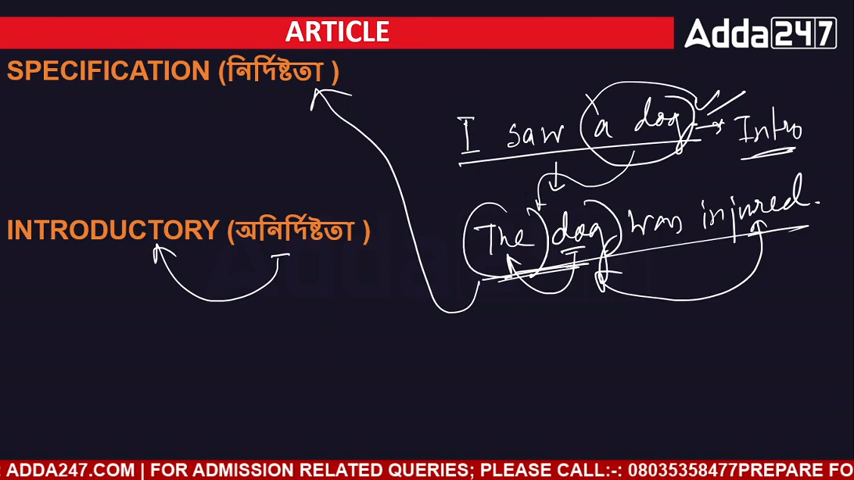 ARTICLE
Adda247
SPECIFICATION (নির্দিষ্টতা )
I saw a dog → Intro
INTRODUCTORY (অনির্দিষ্টতা )
The dog was injured.
: ADDA247.COM | FOR ADMISSION RELATED QUERIES; PLEASE CALL:-: 08035358477PREPARE FO